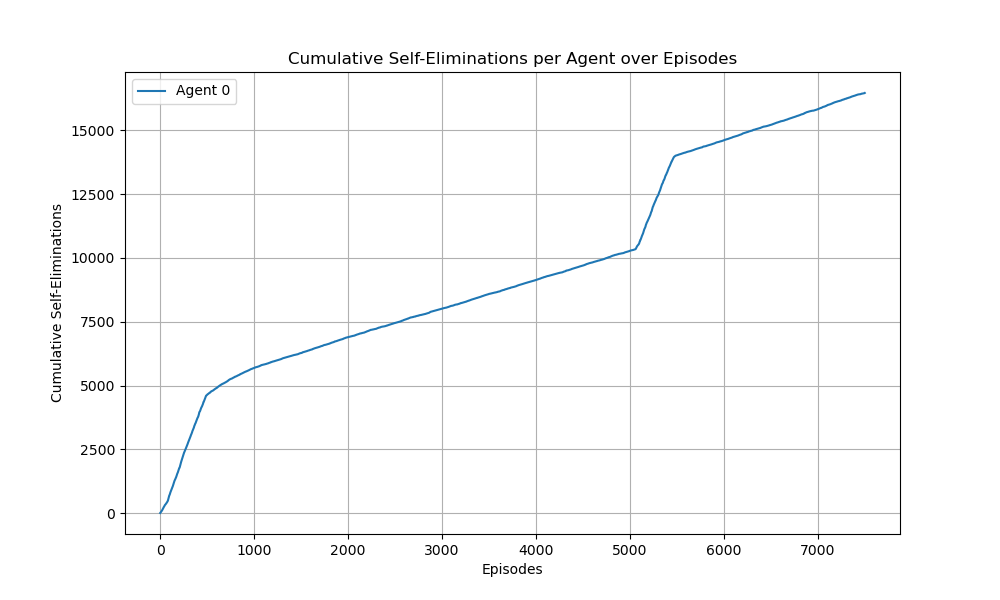 Cumulative Self-Eliminations per Agent over Episodes
Agent 0
Cumulative Self-Eliminations
15000
12500
10000
7500
5000
2500
0
0 1000 2000 3000 4000 5000 6000 7000
Episodes